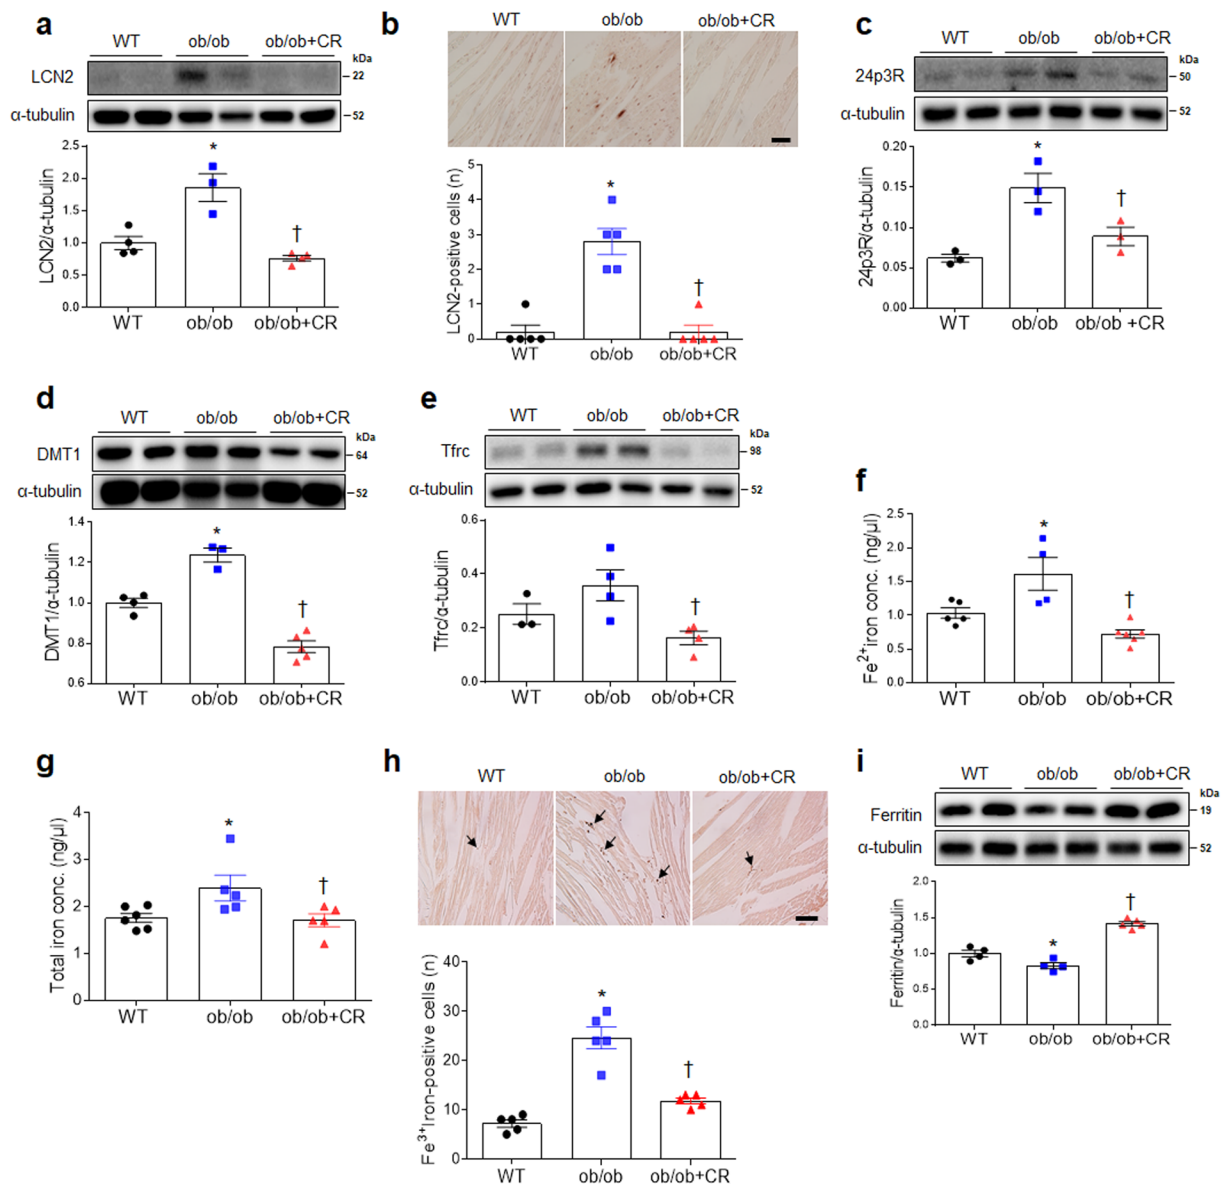 a
WT ob/ob ob/ob+CR
kDa
LCN2 22
α-tubulin 52
LCN2/α-tubulin
2.5
2.0
1.5
1.0
0.5
0.0
*
†
WT ob/ob ob/ob+CR
b
WT ob/ob ob/ob+CR
LCN2-positive cells (n)
5
4
3
2
1
0
*
†
WT ob/ob ob/ob+CR
c
WT ob/ob ob/ob+CR
kDa
24p3R 50
α-tubulin 52
24p3R/α-tubulin
0.20
0.15
0.10
0.05
0.00
*
†
WT ob/ob ob/ob +CR
d
WT ob/ob ob/ob+CR
kDa
DMT1 64
α-tubulin 52
DMT1/α-tubulin
1.4
1.2
1.0
0.8
0.6
*
†
WT ob/ob ob/ob+CR
e
WT ob/ob ob/ob+CR
kDa
Tfrc 98
α-tubulin 52
Tfrc/α-tubulin
0.6
0.4
0.2
0.0
†
WT ob/ob ob/ob+CR
f
Fe2+iron conc. (ng/µl)
2.5
2.0
1.5
1.0
0.5
0.0
*
†
WT ob/ob ob/ob+CR
g
Total iron conc. (ng/µl)
4
3
2
1
0
*
†
WT ob/ob ob/ob+CR
h
WT ob/ob ob/ob+CR
Fe3+Iron-positive cells (n)
40
30
20
10
0
*
†
WT ob/ob ob/ob+CR
i
WT ob/ob ob/ob+CR
kDa
Ferritin 19
α-tubulin 52
Ferritin/α-tubulin
2.0
1.5
1.0
0.5
0.0
*
†
WT ob/ob ob/ob+CR